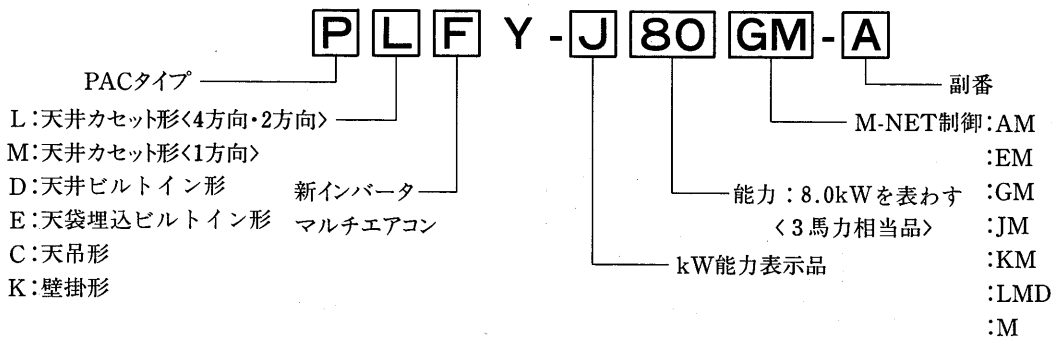 PLFY-J80GM-A
PACタイプ
副番
L:天井カセット形<4方向・2方向>
M-NET制御:AM
M:天井カセット形<1方向>
:EM
D:天井ビルトイン形
新インバータ
能力:8.0kWを表わす
:GM
E:天袋埋込ビルトイン形
マルチエアコン
<3馬力相当品>
:JM
C:天吊形
kW能力表示品
:KM
K:壁掛形
:LMD
:M